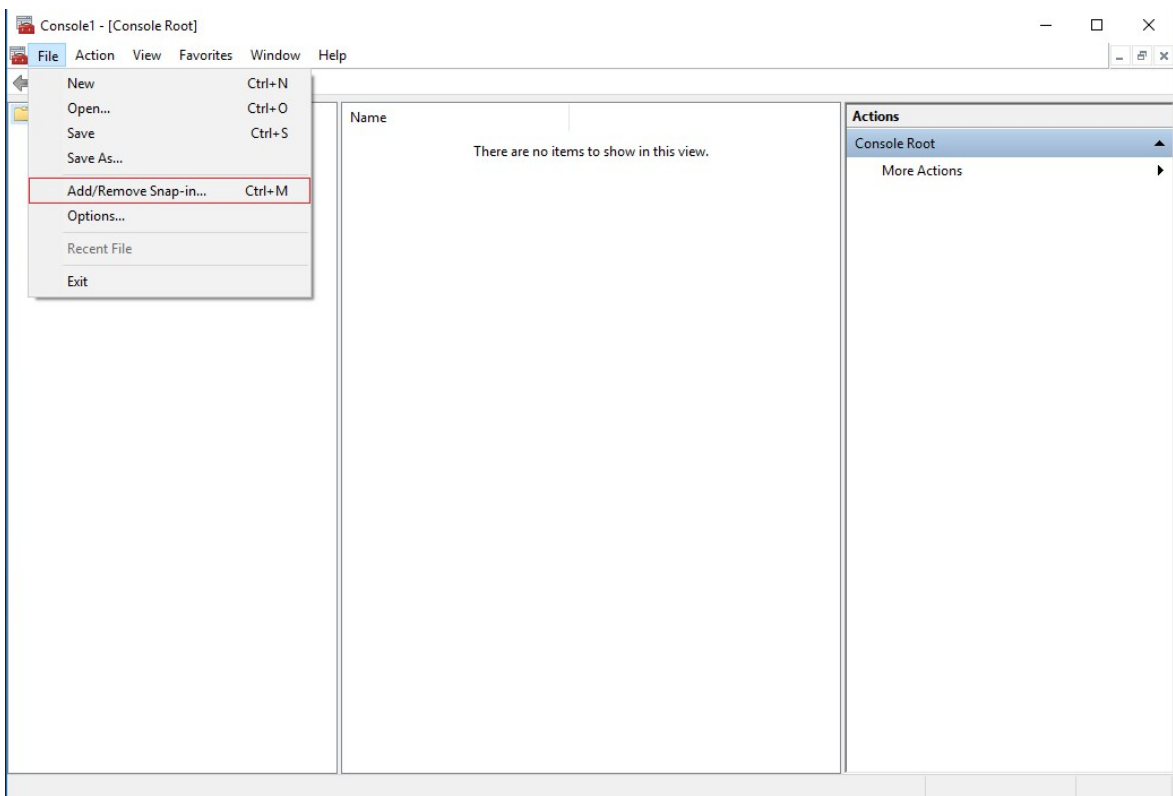 Console1 - [Console Root]
File Action View Favorites Window Help
New Ctrl+N
Open... Ctrl+O
Save Ctrl+S
Save As...
Add/Remove Snap-in... Ctrl+M
Options...
Recent File
Exit
Name
There are no items to show in this view.
Actions
Console Root
More Actions